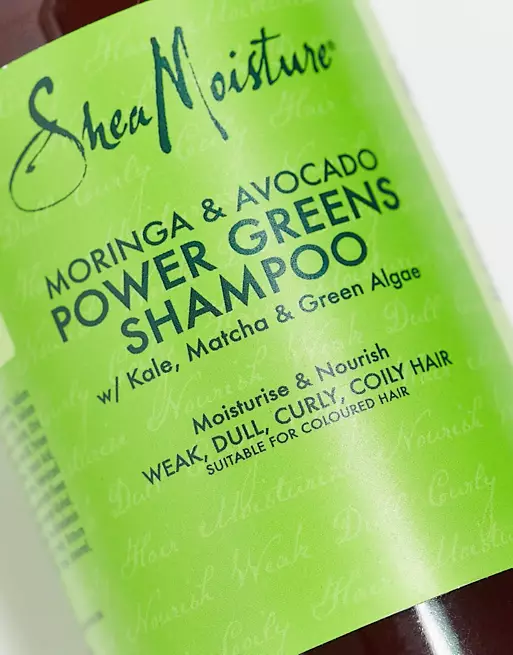 SheaMoisture®
MORINGA & AVOCADO
POWER GREENS
SHAMPOO
w/ Kale, Matcha & Green Algae
Moisturise & Nourish
WEAK, DULL, CURLY, COILY HAIR
SUITABLE FOR COLOURED HAIR